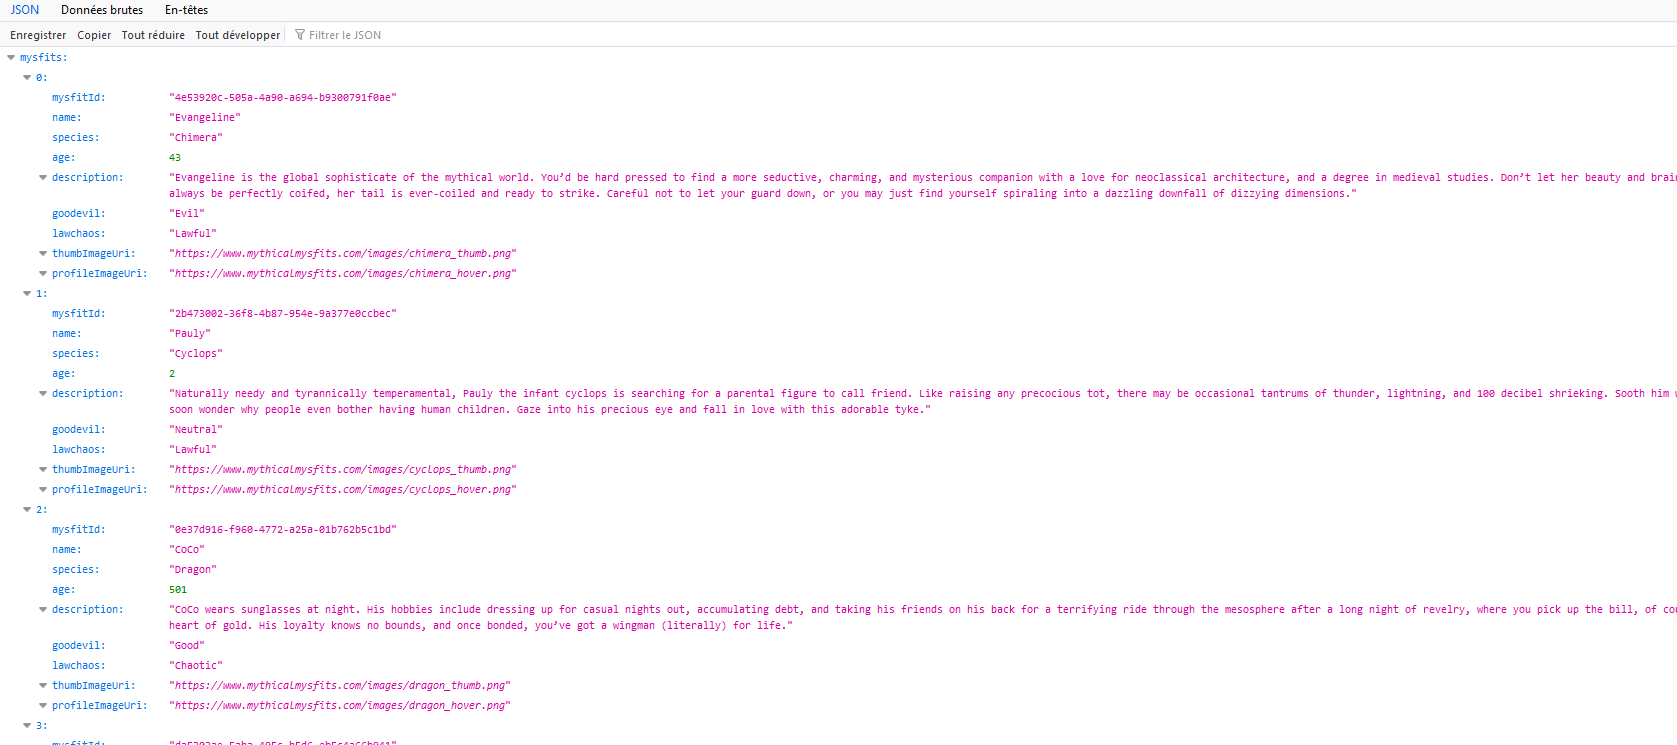 JSON Données brutes En-têtes
Enregistrer Copier Tout réduire Tout développer Filtrer le JSON
mysfits:
0:
mysfitId: "4e53920c-505a-4a90-a694-b9300791f0ae"
name: "Evangeline"
species: "Chimera"
age: 43
description: "Evangeline is the global sophisticate of the mythical world. You’d be hard pressed to find a more seductive, charming, and mysterious companion with a love for neoclassical architecture, and a degree in medieval studies. Don’t let her beauty and brain
always be perfectly coifed, her tail is ever-coiled and ready to strike. Careful not to let your guard down, or you may just find yourself spiraling into a dazzling downfall of dizzying dimensions."
goodevil: "Evil"
lawchaos: "Lawful"
thumbImageUri: "https://www.mythicalmysfits.com/images/chimera_thumb.png"
profileImageUri: "https://www.mythicalmysfits.com/images/chimera_hover.png"
1:
mysfitId: "2b473002-36f8-4b87-954e-9a377e0ccbec"
name: "Pauly"
species: "Cyclops"
age: 2
description: "Naturally needy and tyrannically temperamental, Pauly the infant cyclops is searching for a parental figure to call friend. Like raising any precocious tot, there may be occasional tantrums of thunder, lightning, and 100 decibel shrieking. Sooth him
soon wonder why people even bother having human children. Gaze into his precious eye and fall in love with this adorable tyke."
goodevil: "Neutral"
lawchaos: "Lawful"
thumbImageUri: "https://www.mythicalmysfits.com/images/cyclops_thumb.png"
profileImageUri: "https://www.mythicalmysfits.com/images/cyclops_hover.png"
2:
mysfitId: "0e37d916-f960-4772-a25a-01b762b5c1bd"
name: "CoCo"
species: "Dragon"
age: 501
description: "CoCo wears sunglasses at night. His hobbies include dressing up for casual nights out, accumulating debt, and taking his friends on his back for a terrifying ride through the mesosphere after a long night of revelry, where you pick up the bill, of cou
heart of gold. His loyalty knows no bounds, and once bonded, you’ve got a wingman (literally) for life."
goodevil: "Good"
lawchaos: "Chaotic"
thumbImageUri: "https://www.mythicalmysfits.com/images/dragon_thumb.png"
profileImageUri: "https://www.mythicalmysfits.com/images/dragon_hover.png"
3:
mysfitId: